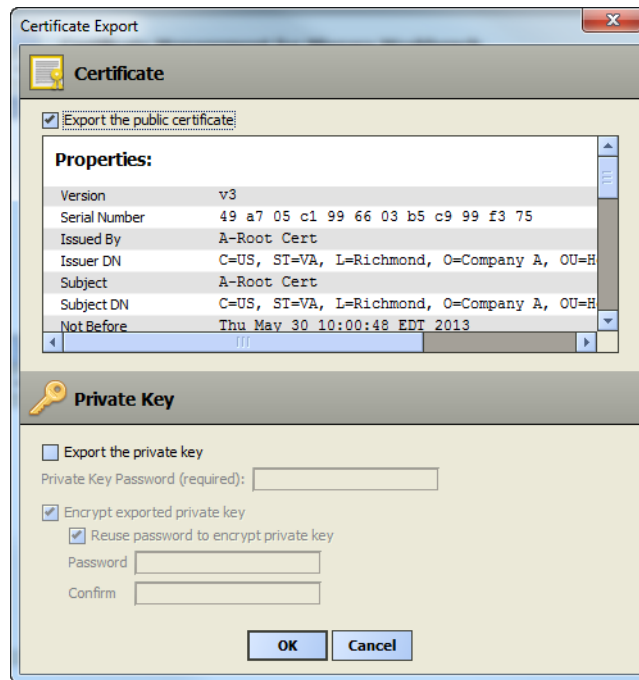 Certificate Export
Certificate
Export the public certificate
Properties:
Version v3
Serial Number 49 a7 05 c1 99 66 03 b5 c9 99 f3 75
Issued By A-Root Cert
Issuer DN C=US, ST=VA, L=Richmond, O=Company A, OU=H
Subject A-Root Cert
Subject DN C=US, ST=VA, L=Richmond, O=Company A, OU=H
Not Before Thu May 30 10:00:48 EDT 2013
Private Key
Export the private key
Private Key Password (required):
Encrypt exported private key
Reuse password to encrypt private key
Password
Confirm
OK Cancel